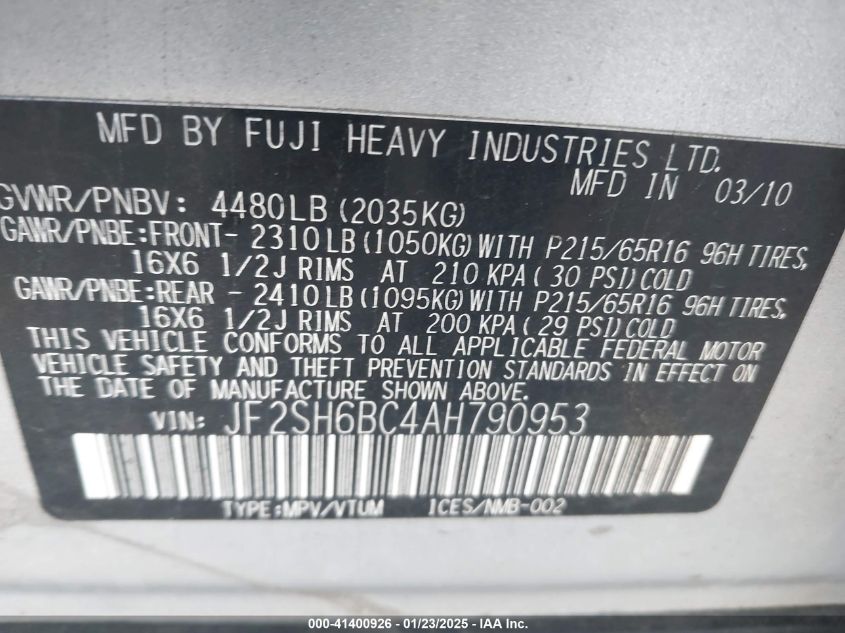 MFD BY FUJI HEAVY INDUSTRIES LTD.
MFD IN 03/10
GVWR/PNBV: 4480LB(2035KG)
GAWR/PNBE:FRONT- 2310LB(1050KG)WITH P215/65R16 96H TIRES,
16X6 1/2J RIMS AT 210 KPA(30 PSI)COLD
GAWR/PNBE:REAR - 2410LB(1095KG)WITH P215/65R16 96H TIRES,
16X6 1/2J RIMS AT 200 KPA(29 PSI)COLD
THIS VEHICLE CONFORMS TO ALL APPLICABLE FEDERAL MOTOR
VEHICLE SAFETY AND THEFT PREVENTION STANDARDS IN EFFECT ON
THE DATE OF MANUFACTURE SHOWN ABOVE.
VIN: JF2SH6BC4AH790953
TYPE:MPV/VTUM ICES/NMB-002
000-41400926 - 01/23/2025 - IAA Inc.